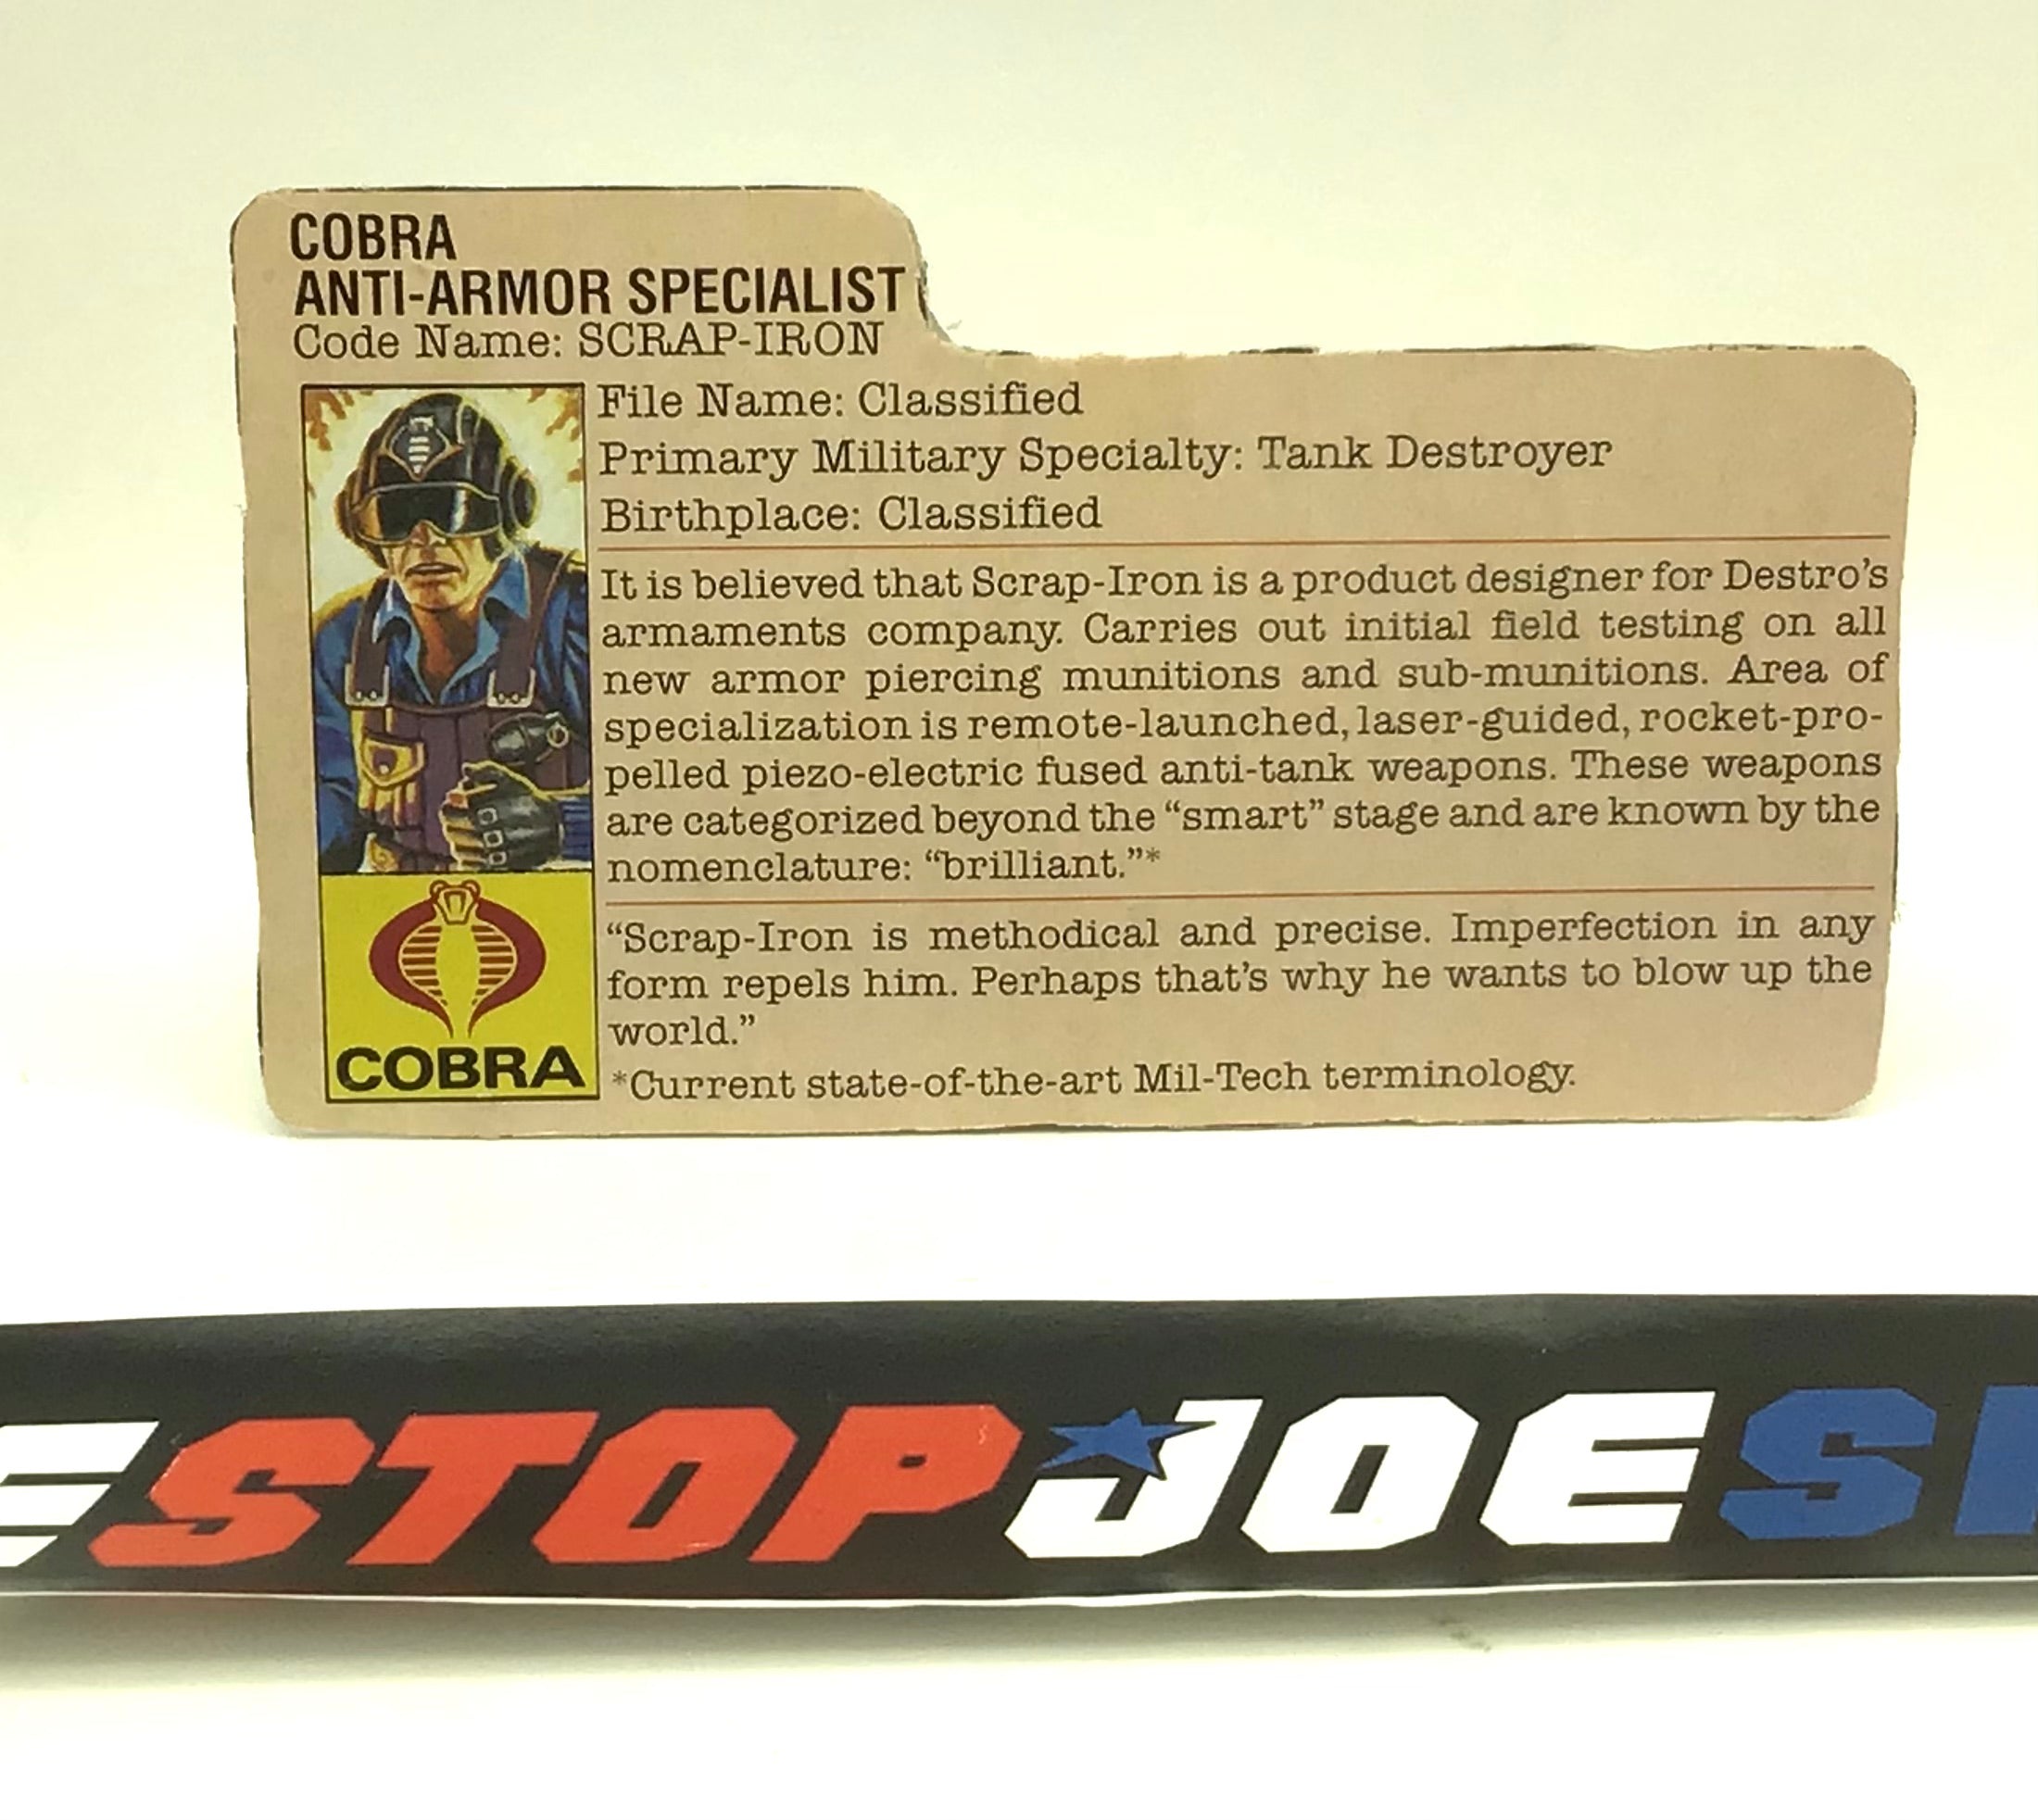 COBRA
ANTI-ARMOR SPECIALIST
Code Name: SCRAP-IRON
File Name: Classified
Primary Military Specialty: Tank Destroyer
Birthplace: Classified
It is believed that Scrap-Iron is a product designer for Destro's
armaments company. Carries out initial field testing on all
new armor piercing munitions and sub-munitions. Area of
specialization is remote-launched, laser-guided, rocket-pro-
pelled piezo-electric fused anti-tank weapons. These weapons
are categorized beyond the “smart” stage and are known by the
nomenclature: “brilliant.”*
“Scrap-Iron is methodical and precise. Imperfection in any
form repels him. Perhaps that's why he wants to blow up the
world.”
*Current state-of-the-art Mil-Tech terminology.
COBRA
STOP JOE